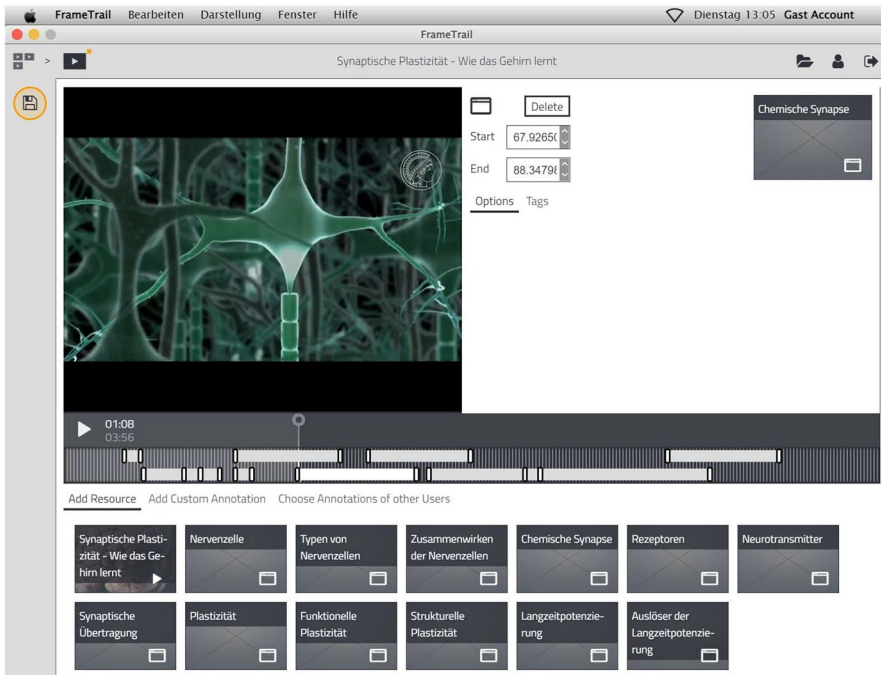 FrameTrail Bearbeiten Darstellung Fenster Hilfe Dienstag 13:05 Gast Account
FrameTrail
> Synaptische Plastizität - Wie das Gehirn lernt
Delete
Start 67.9265
End 88.3479
Options Tags
Chemische Synapse
01:08
03:56
Add Resource Add Custom Annotation Choose Annotations of other Users
Synaptische Plasti-
zität - Wie das Ge-
hirn lernt
Nervenzelle
Typen von
Nervenzellen
Zusammenwirken
der Nervenzellen
Chemische Synapse
Rezeptoren
Neurotransmitter
Synaptische
Übertragung
Plastizität
Funktionelle
Plastizität
Strukturelle
Plastizität
Langzeitpotenzie-
rung
Auslöser der
Langzeitpotenzie-
rung